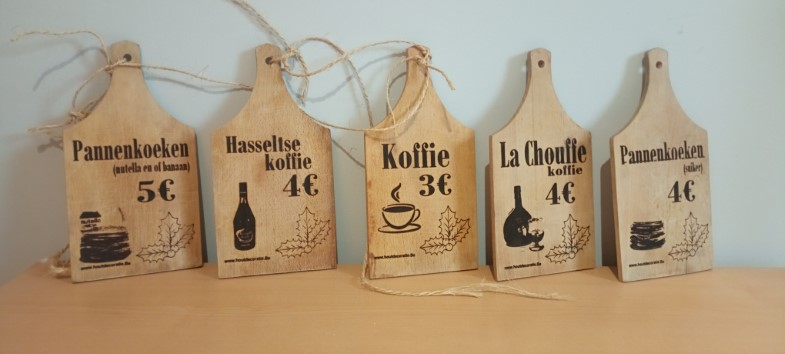 Pannenkoeken
(nutella en of banaan)
5€
Hasseltse
koffie
4€
Koffie
3€
La Chouffe
koffie
4€
Pannenkoeken
(suiker)
4€